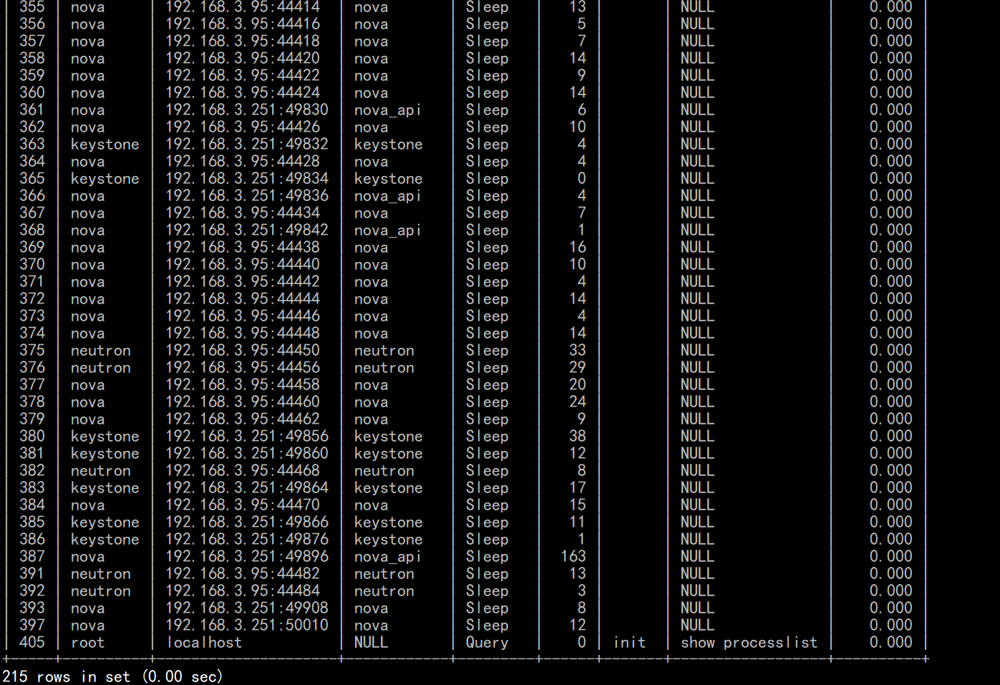 | 355 | nova | 192.168.3.95:44414 | nova | Sleep | 13 | | NULL | 0.000 |
| 356 | nova | 192.168.3.95:44416 | nova | Sleep | 5 | | NULL | 0.000 |
| 357 | nova | 192.168.3.95:44418 | nova | Sleep | 7 | | NULL | 0.000 |
| 358 | nova | 192.168.3.95:44420 | nova | Sleep | 14 | | NULL | 0.000 |
| 359 | nova | 192.168.3.95:44422 | nova | Sleep | 9 | | NULL | 0.000 |
| 360 | nova | 192.168.3.95:44424 | nova | Sleep | 14 | | NULL | 0.000 |
| 361 | nova | 192.168.3.251:49830 | nova_api | Sleep | 6 | | NULL | 0.000 |
| 362 | nova | 192.168.3.95:44426 | nova | Sleep | 10 | | NULL | 0.000 |
| 363 | keystone | 192.168.3.251:49832 | keystone | Sleep | 4 | | NULL | 0.000 |
| 364 | nova | 192.168.3.95:44428 | nova | Sleep | 4 | | NULL | 0.000 |
| 365 | keystone | 192.168.3.251:49834 | keystone | Sleep | 0 | | NULL | 0.000 |
| 366 | nova | 192.168.3.251:49836 | nova_api | Sleep | 4 | | NULL | 0.000 |
| 367 | nova | 192.168.3.95:44434 | nova | Sleep | 7 | | NULL | 0.000 |
| 368 | nova | 192.168.3.251:49842 | nova_api | Sleep | 1 | | NULL | 0.000 |
| 369 | nova | 192.168.3.95:44438 | nova | Sleep | 16 | | NULL | 0.000 |
| 370 | nova | 192.168.3.95:44440 | nova | Sleep | 10 | | NULL | 0.000 |
| 371 | nova | 192.168.3.95:44442 | nova | Sleep | 4 | | NULL | 0.000 |
| 372 | nova | 192.168.3.95:44444 | nova | Sleep | 14 | | NULL | 0.000 |
| 373 | nova | 192.168.3.95:44446 | nova | Sleep | 4 | | NULL | 0.000 |
| 374 | nova | 192.168.3.95:44448 | nova | Sleep | 14 | | NULL | 0.000 |
| 375 | neutron | 192.168.3.95:44450 | neutron | Sleep | 33 | | NULL | 0.000 |
| 376 | neutron | 192.168.3.95:44456 | neutron | Sleep | 29 | | NULL | 0.000 |
| 377 | nova | 192.168.3.95:44458 | nova | Sleep | 20 | | NULL | 0.000 |
| 378 | nova | 192.168.3.95:44460 | nova | Sleep | 24 | | NULL | 0.000 |
| 379 | nova | 192.168.3.95:44462 | nova | Sleep | 9 | | NULL | 0.000 |
| 380 | keystone | 192.168.3.251:49856 | keystone | Sleep | 38 | | NULL | 0.000 |
| 381 | keystone | 192.168.3.251:49860 | keystone | Sleep | 12 | | NULL | 0.000 |
| 382 | neutron | 192.168.3.95:44468 | neutron | Sleep | 8 | | NULL | 0.000 |
| 383 | keystone | 192.168.3.251:49864 | keystone | Sleep | 17 | | NULL | 0.000 |
| 384 | nova | 192.168.3.95:44470 | nova | Sleep | 15 | | NULL | 0.000 |
| 385 | keystone | 192.168.3.251:49866 | keystone | Sleep | 11 | | NULL | 0.000 |
| 386 | keystone | 192.168.3.251:49876 | keystone | Sleep | 1 | | NULL | 0.000 |
| 387 | nova | 192.168.3.251:49896 | nova_api | Sleep | 163 | | NULL | 0.000 |
| 391 | neutron | 192.168.3.95:44482 | neutron | Sleep | 13 | | NULL | 0.000 |
| 392 | neutron | 192.168.3.95:44484 | neutron | Sleep | 3 | | NULL | 0.000 |
| 393 | nova | 192.168.3.251:49908 | nova | Sleep | 8 | | NULL | 0.000 |
| 397 | nova | 192.168.3.251:50010 | nova | Sleep | 12 | | NULL | 0.000 |
| 405 | root | localhost | NULL | Query | 0 | init | show processlist | 0.000 |
+-----+----------+---------------------+----------+---------+------+-------+------------------+----------+
215 rows in set (0.00 sec)